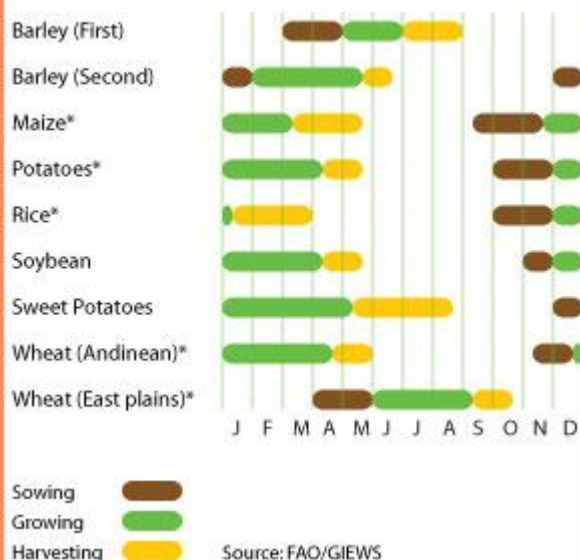 Barley (First)
Barley (Second)
Maize*
Potatoes*
Rice*
Soybean
Sweet Potatoes
Wheat (Andinean)*
Wheat (East plains)*
J F M A M J J A S O N D
Sowing
Growing
Harvesting Source: FAO/GIEWS